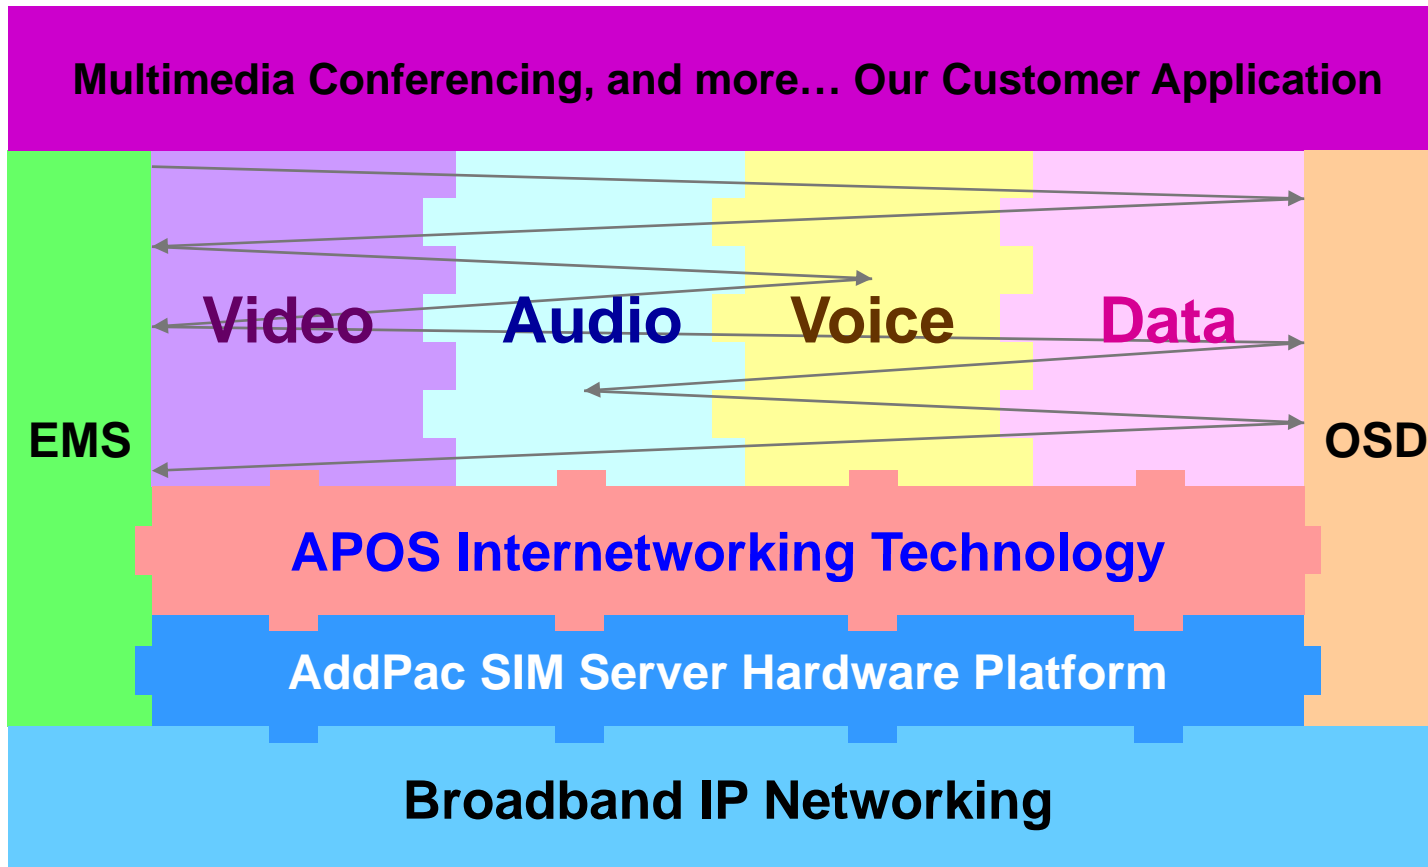 Multimedia Conferencing, and more… Our Customer Application
Video Audio Voice Data
EMS
OSD
APOS Internetworking Technology
AddPac SIM Server Hardware Platform
Broadband IP Networking